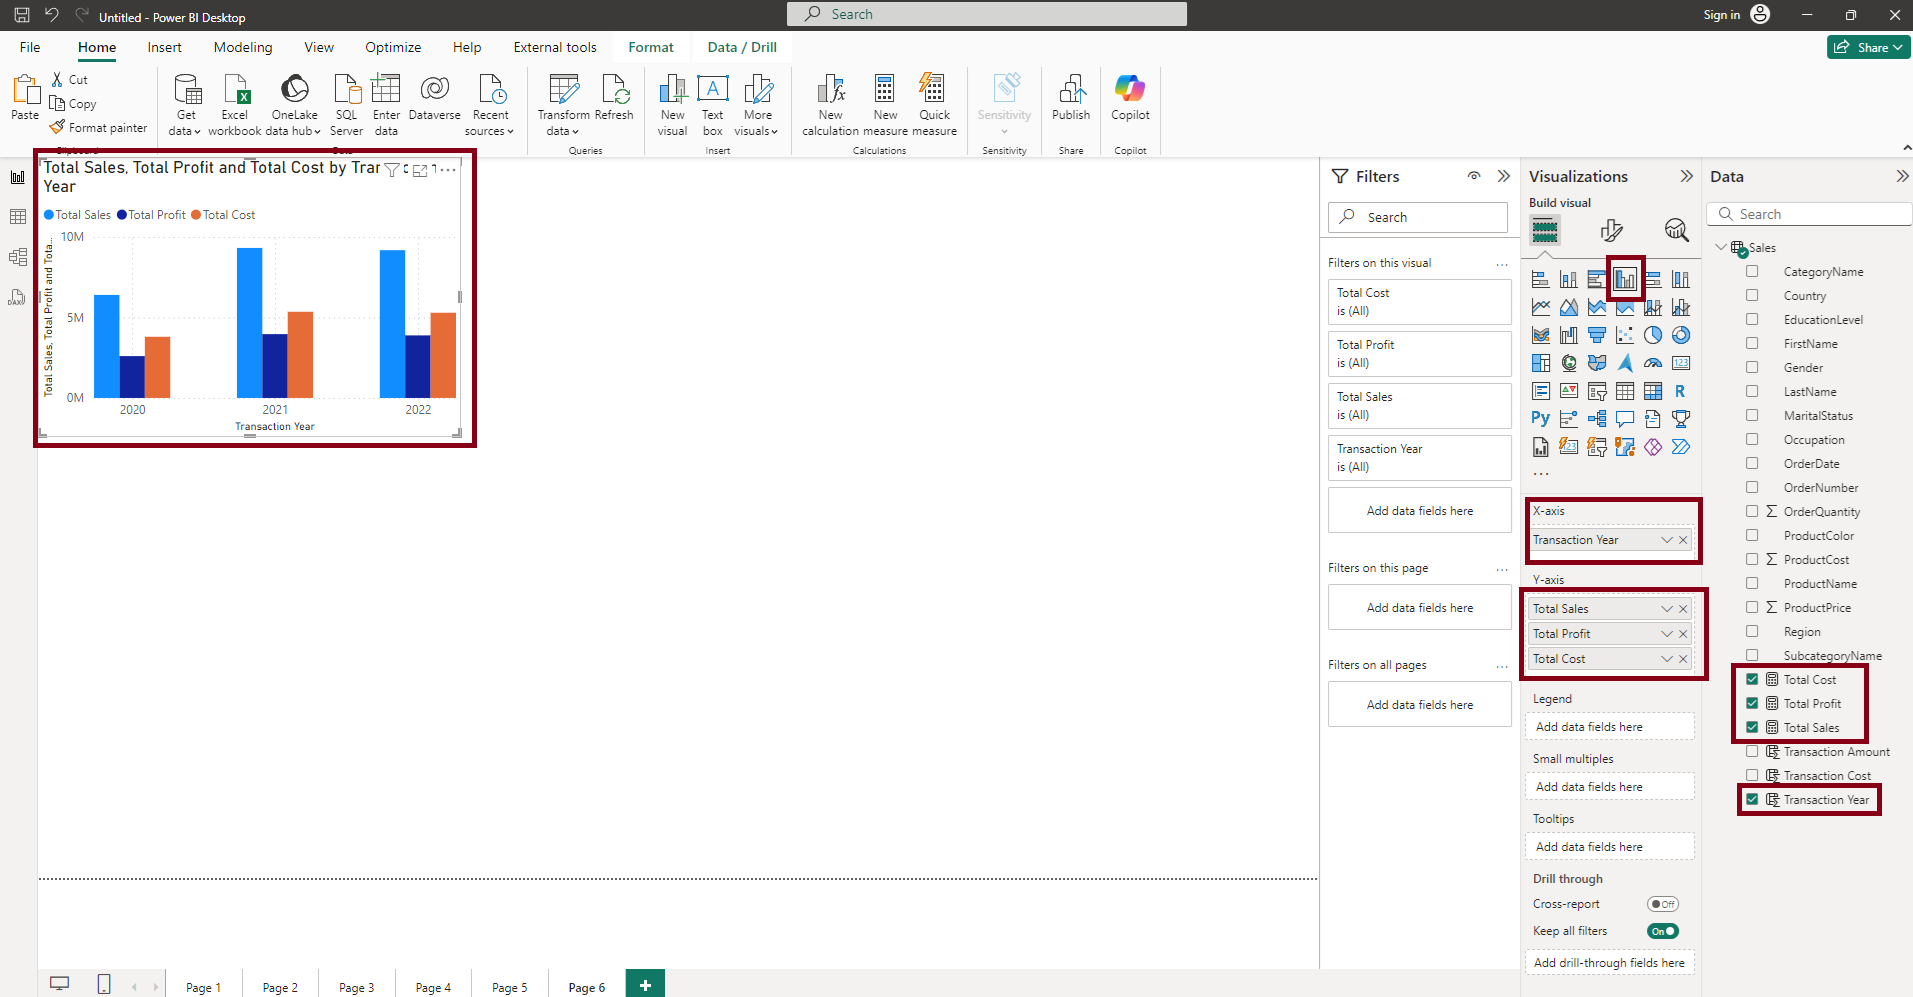 Untitled - Power BI Desktop
Search
Sign in
File
Home
Insert
Modeling
View
Optimize
Help
External tools
Format
Data / Drill
Share
Paste
Cut
Copy
Format painter
Get
data
Excel
workbook
OneLake
data hub
SQL
Server
Enter
data
Dataverse
Recent
sources
Transform
data
Refresh
New
visual
Text
box
More
visuals
New
calculation
New
measure
Quick
measure
Sensitivity
Publish
Copilot
Queries
Insert
Calculations
Sensitivity
Share
Copilot
Total Sales, Total Profit and Total Cost by
Year
Total Sales
Total Profit
Total Cost
10M
5M
0M
Total Sales, Total Profit and Tota...
2020
2021
2022
Transaction Year
Filters
Search
Filters on this visual
...
Total Cost
is (All)
Total Profit
is (All)
Total Sales
is (All)
Transaction Year
is (All)
Add data fields here
Filters on this page
...
Add data fields here
Filters on all pages
...
Add data fields here
Visualizations
Build visual
123
R
Py
123
...
X-axis
Transaction Year
Y-axis
Total Sales
Total Profit
Total Cost
Legend
Add data fields here
Small multiples
Add data fields here
Tooltips
Add data fields here
Drill through
Cross-report
Off
Keep all filters
On
Add drill-through fields here
Data
Search
Sales
CategoryName
Country
EducationLevel
FirstName
Gender
LastName
MaritalStatus
Occupation
OrderDate
OrderNumber
OrderQuantity
ProductColor
ProductCost
ProductName
ProductPrice
Region
SubcategoryName
Total Cost
Total Profit
Total Sales
Transaction Amount
Transaction Cost
Transaction Year
Page 1
Page 2
Page 3
Page 4
Page 5
Page 6